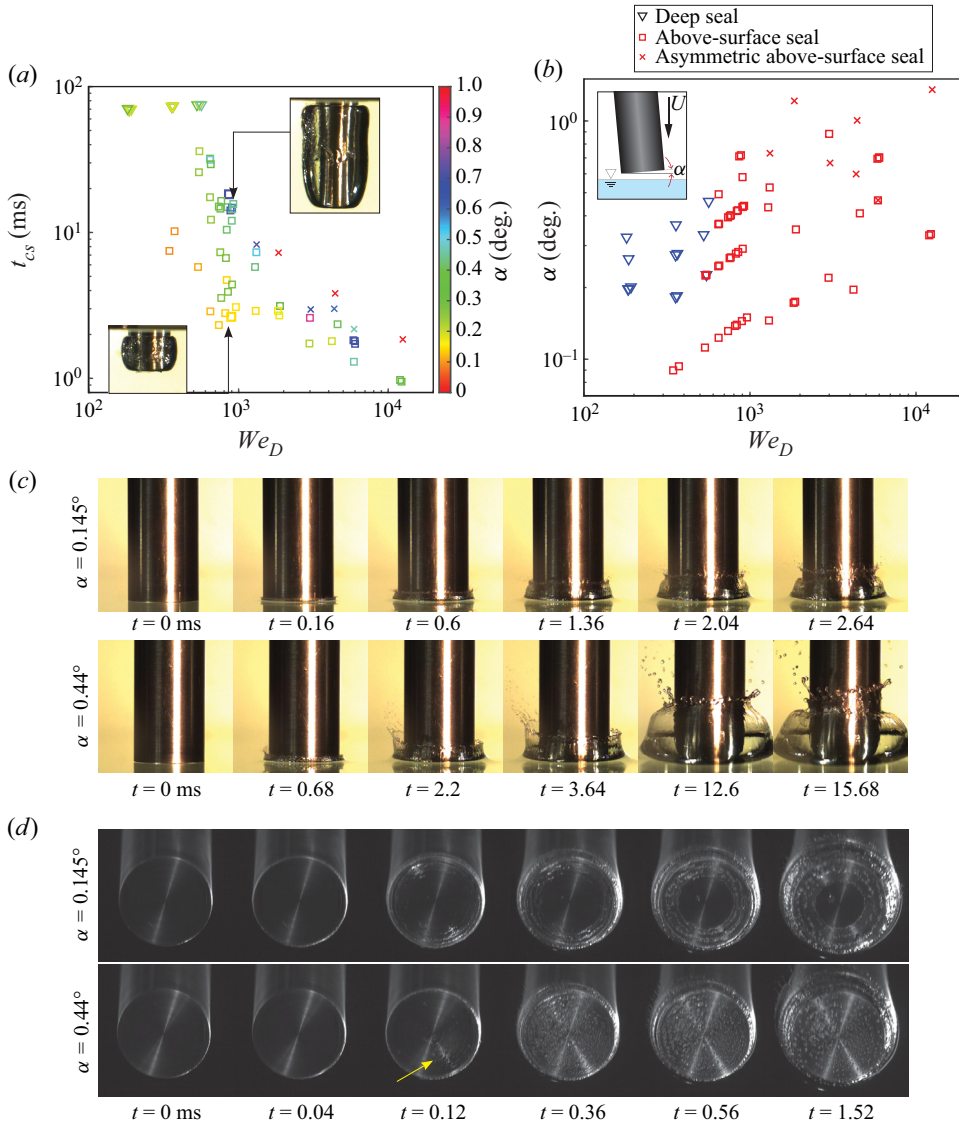 Deep seal
Above-surface seal
Asymmetric above-surface seal
(a)
(b)
10²
10¹
10⁰
t_cs (ms)
10² 10³ 10⁴
We_D
1.0
0.9
0.8
0.7
0.6
0.5
0.4
0.3
0.2
0.1
0
α (deg.)
U
α
10⁰
10⁻¹
α (deg.)
10² 10³ 10⁴
We_D
(c)
α = 0.145°
t = 0 ms t = 0.16 t = 0.6 t = 1.36 t = 2.04 t = 2.64
α = 0.44°
t = 0 ms t = 0.68 t = 2.2 t = 3.64 t = 12.6 t = 15.68
(d)
α = 0.145°
α = 0.44°
t = 0 ms t = 0.04 t = 0.12 t = 0.36 t = 0.56 t = 1.52